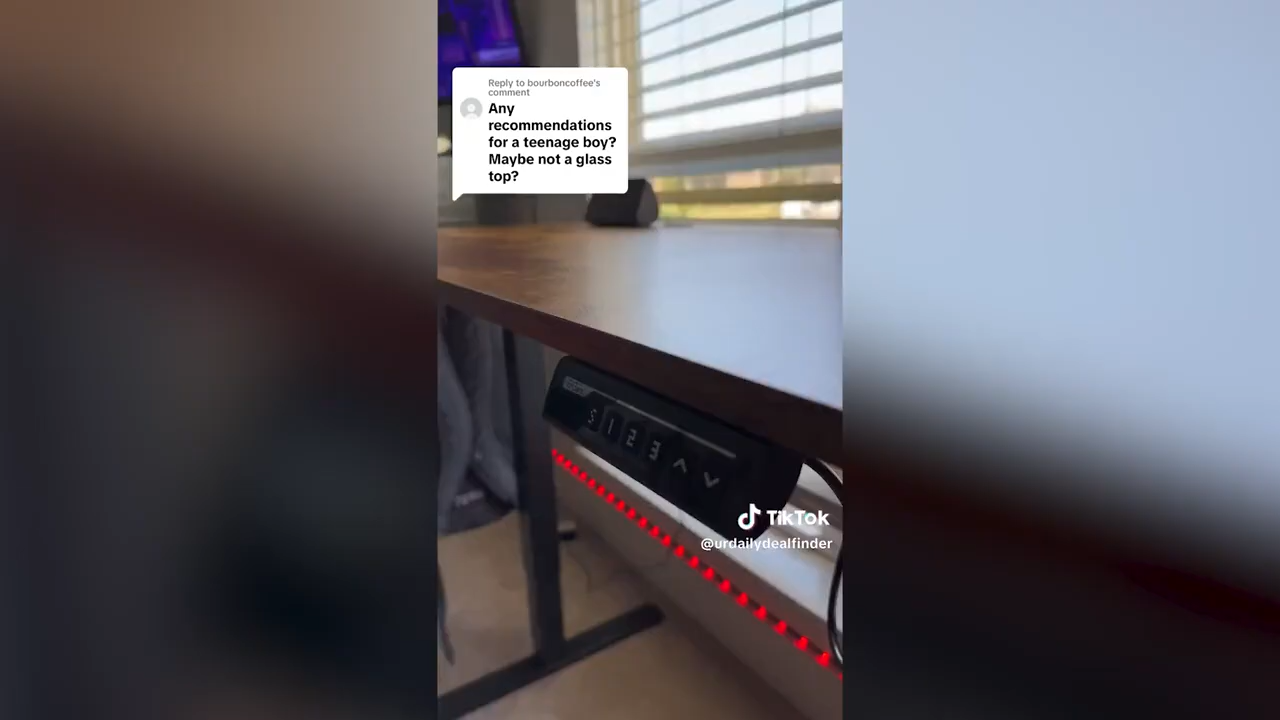 Reply to bourboncoffee's
comment
Any
recommendations
for a teenage boy?
Maybe not a glass
top?
S 1 2 3
TikTok
@urdailydealfinder